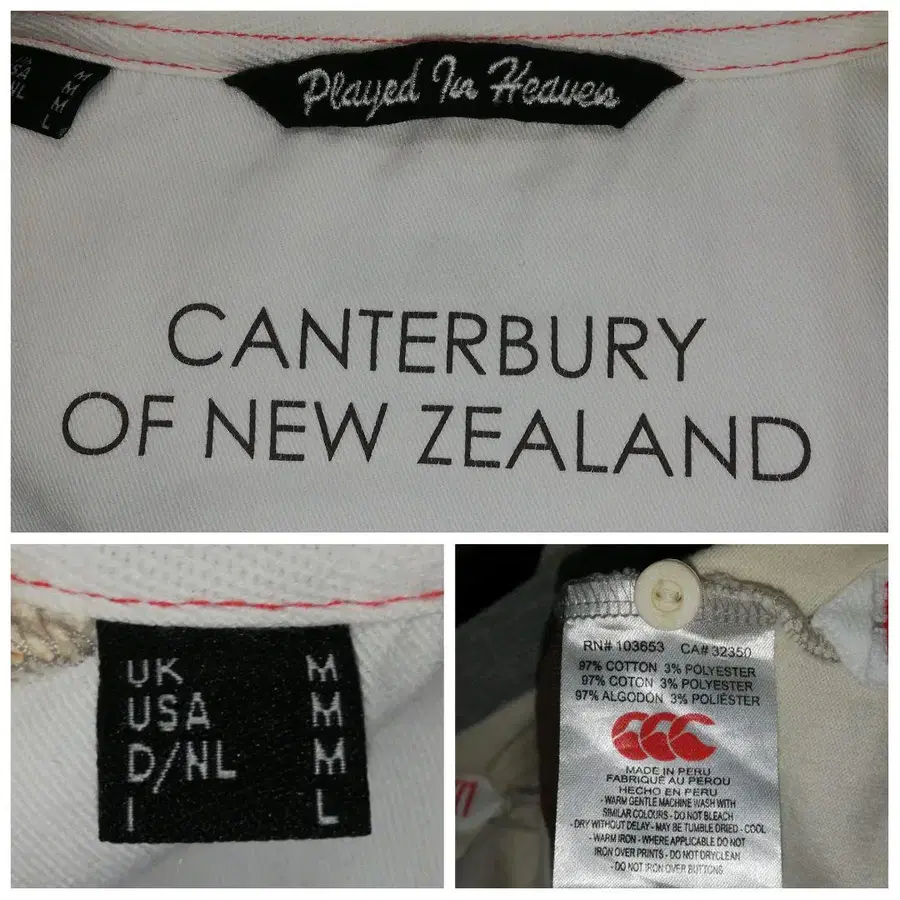 Played In Heaven
USA M
NL M
L
CANTERBURY
OF NEW ZEALAND
UK M
USA M
D/NL M
I L
RN# 103653 CA# 32350
97% COTTON 3% POLYESTER
97% COTON 3% POLYESTER
97% ALGODON 3% POLIÉSTER
MADE IN PERU
FABRIQUÉ AU PEROU
HECHO EN PERU
- WARM GENTLE MACHINE WASH WITH
SIMILAR COLOURS - DO NOT BLEACH
- DRY WITHOUT DELAY - MAY BE TUMBLE DRIED - COOL
- WARM IRON - WHERE APPLICABLE DO NOT
IRON OVER PRINTS - DO NOT DRYCLEAN
- DO NOT IRON OVER BUTTONS